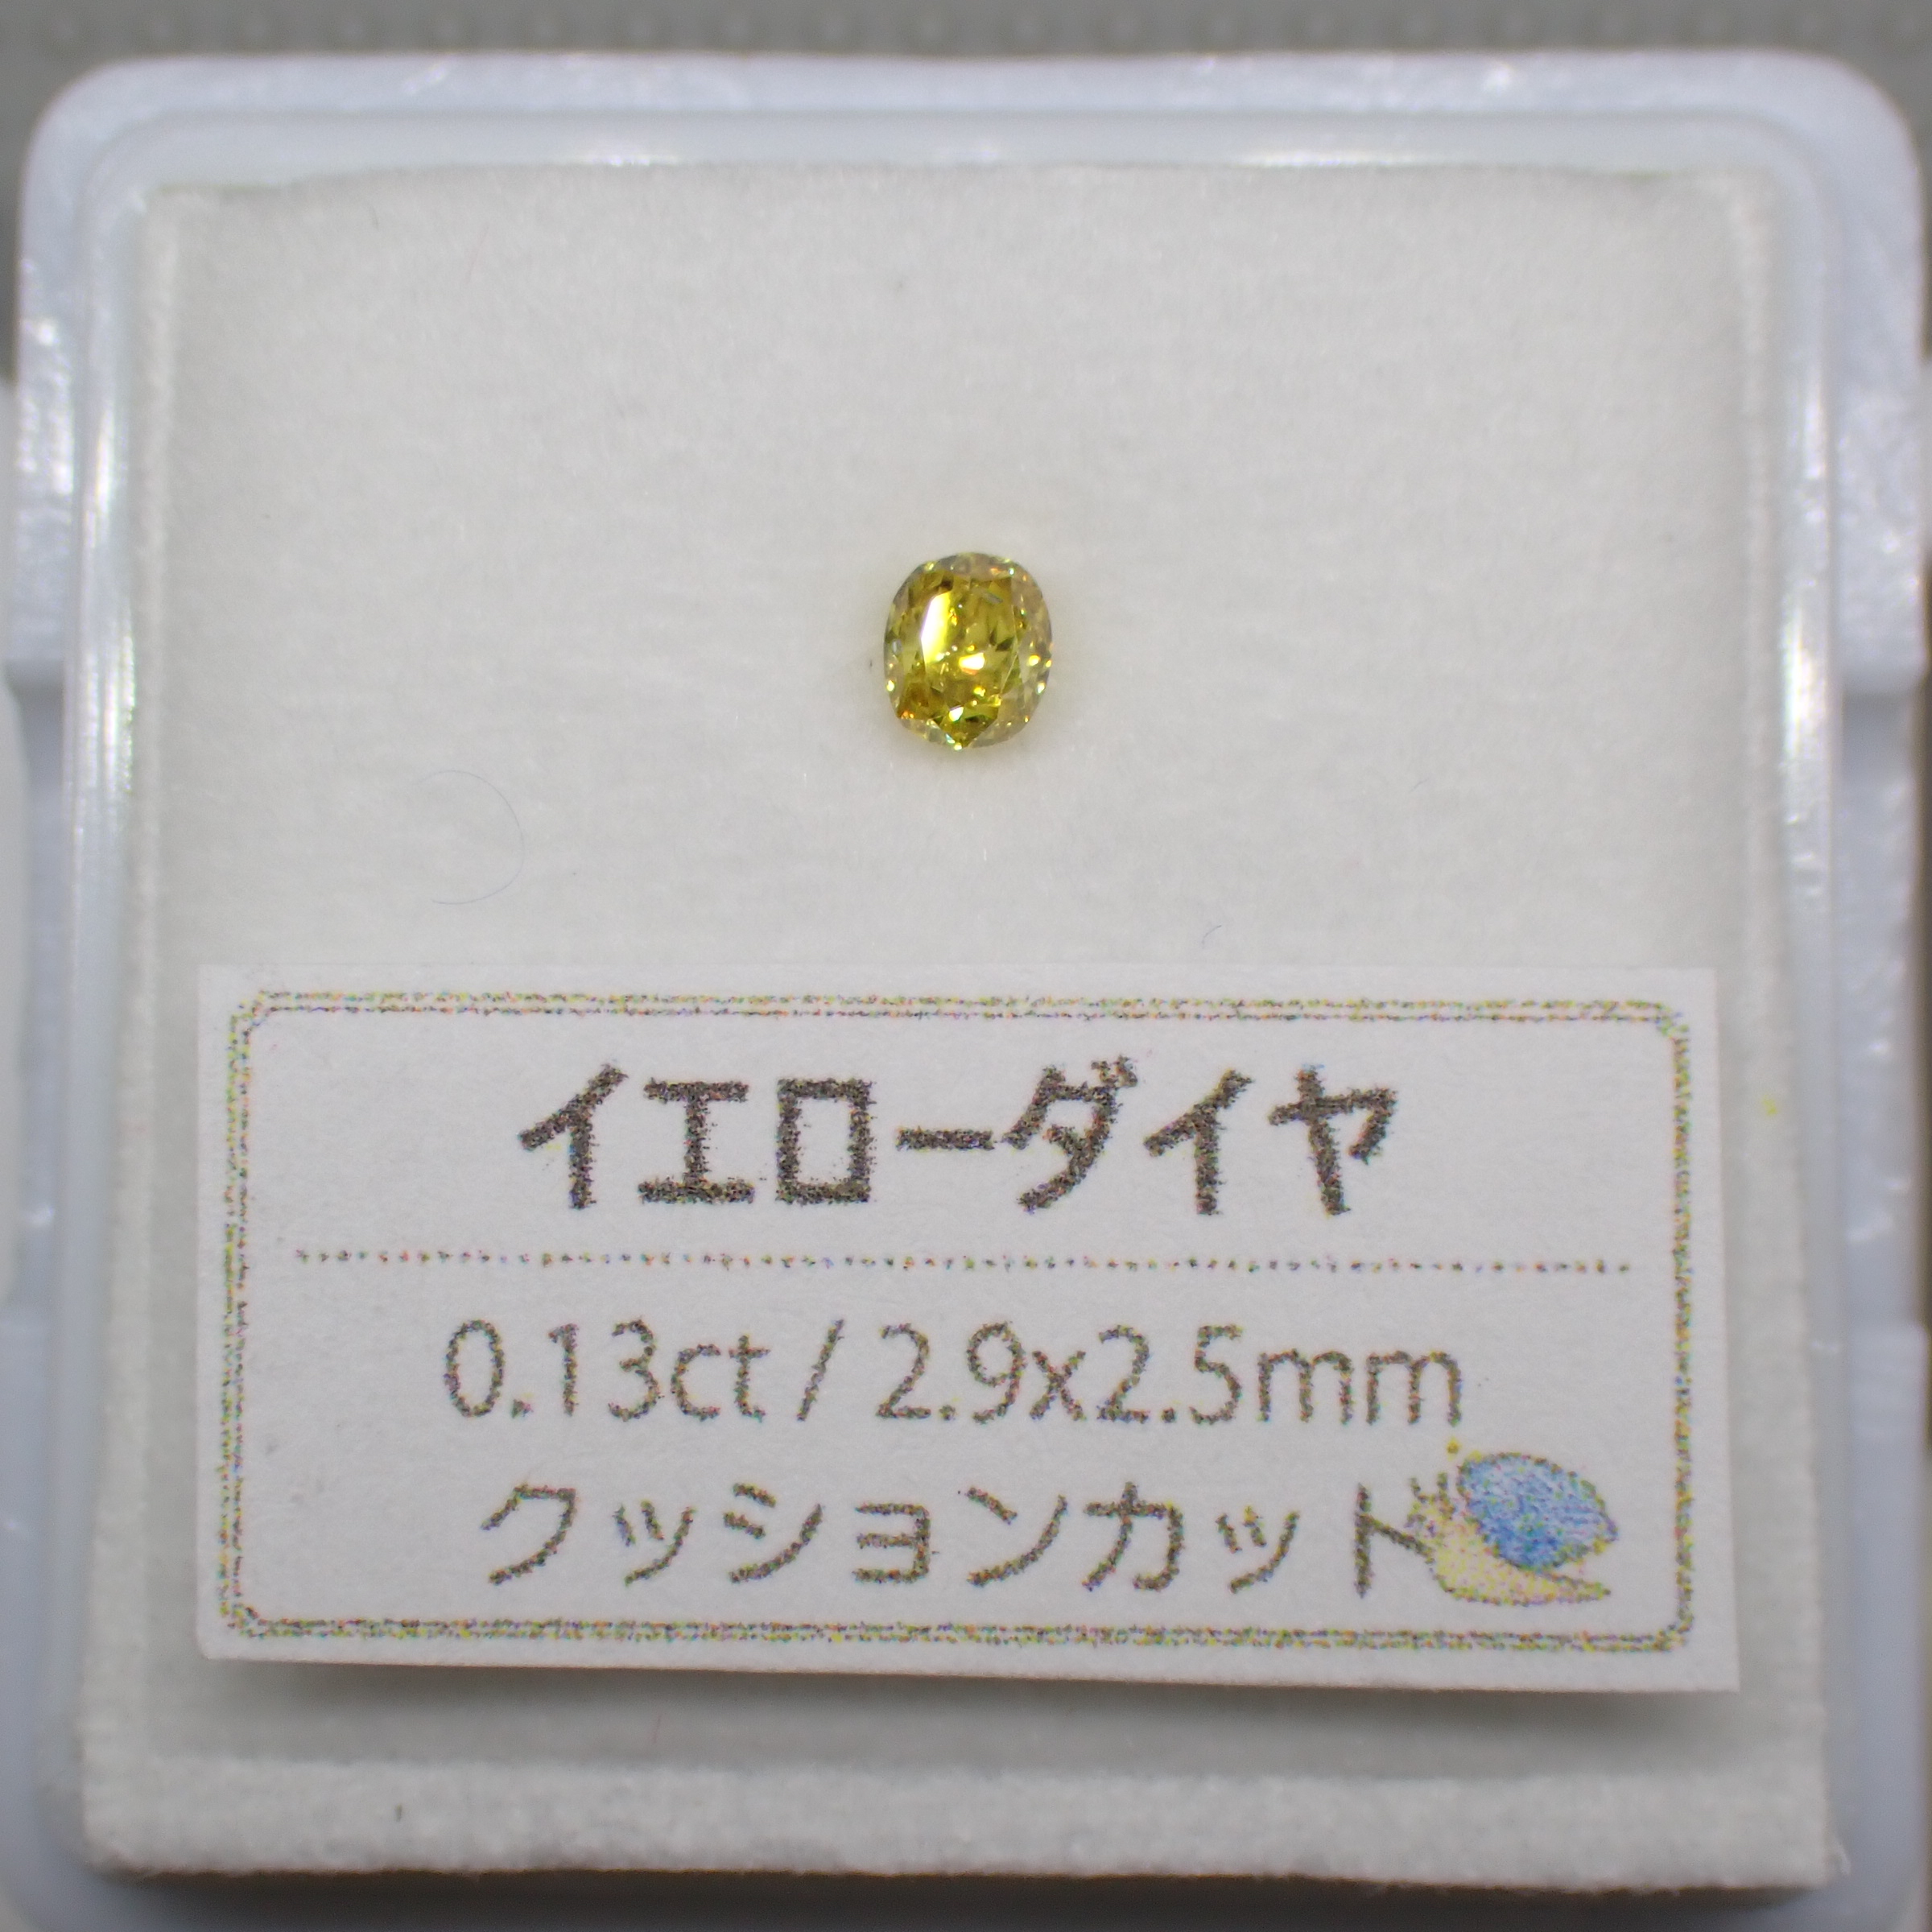 イエローダイヤ
0.13ct / 2.9x2.5mm
クッションカット